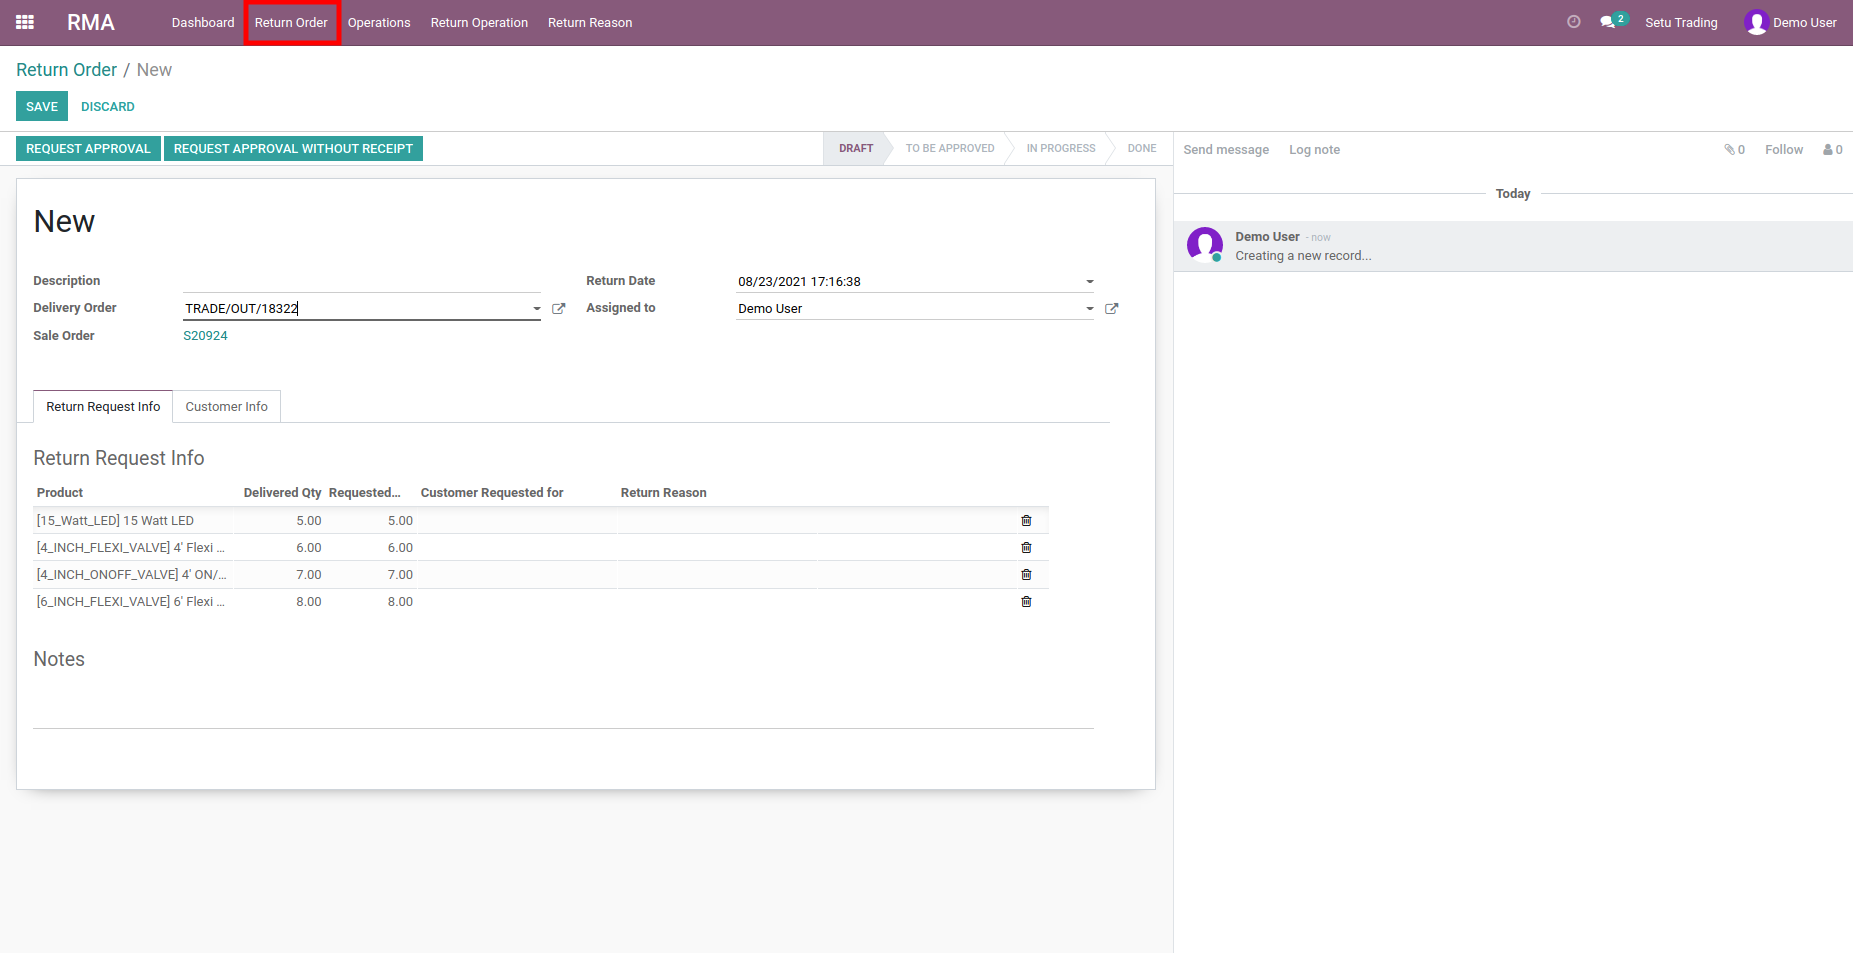 RMA Dashboard Return Order Operations Return Operation Return Reason 2 Setu Trading Demo User
Return Order / New
SAVE DISCARD
REQUEST APPROVAL REQUEST APPROVAL WITHOUT RECEIPT DRAFT TO BE APPROVED IN PROGRESS DONE
Send message Log note 0 Follow 0
Today
Demo User - now
Creating a new record...
New
Description Return Date 08/23/2021 17:16:38
Delivery Order TRADE/OUT/18322 Assigned to Demo User
Sale Order S20924
Return Request Info Customer Info
Return Request Info
Product Delivered Qty Requested... Customer Requested for Return Reason
[15_Watt_LED] 15 Watt LED 5.00 5.00
[4_INCH_FLEXI_VALVE] 4' Flexi ... 6.00 6.00
[4_INCH_ONOFF_VALVE] 4' ON/... 7.00 7.00
[6_INCH_FLEXI_VALVE] 6' Flexi ... 8.00 8.00
Notes